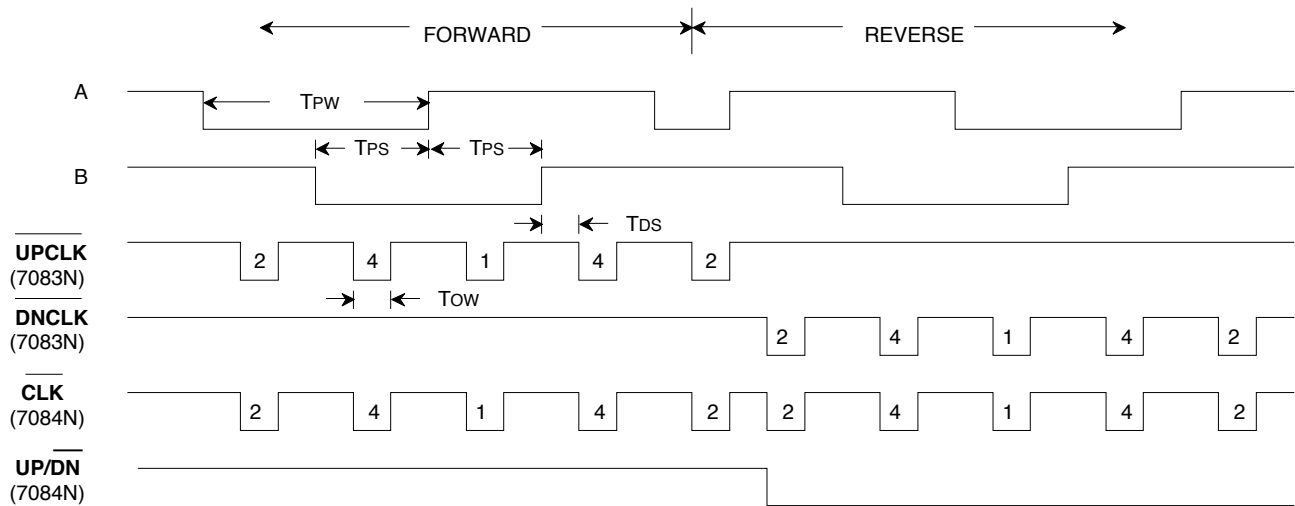 FORWARD REVERSE
A
TPW
TPS TPS
B
TDS
UPCLK
(7083N)
2 4 1 4 2
TOW
DNCLK
(7083N)
2 4 1 4 2
CLK
(7084N)
2 4 1 4 2 2 4 1 4 2
UP/DN
(7084N)